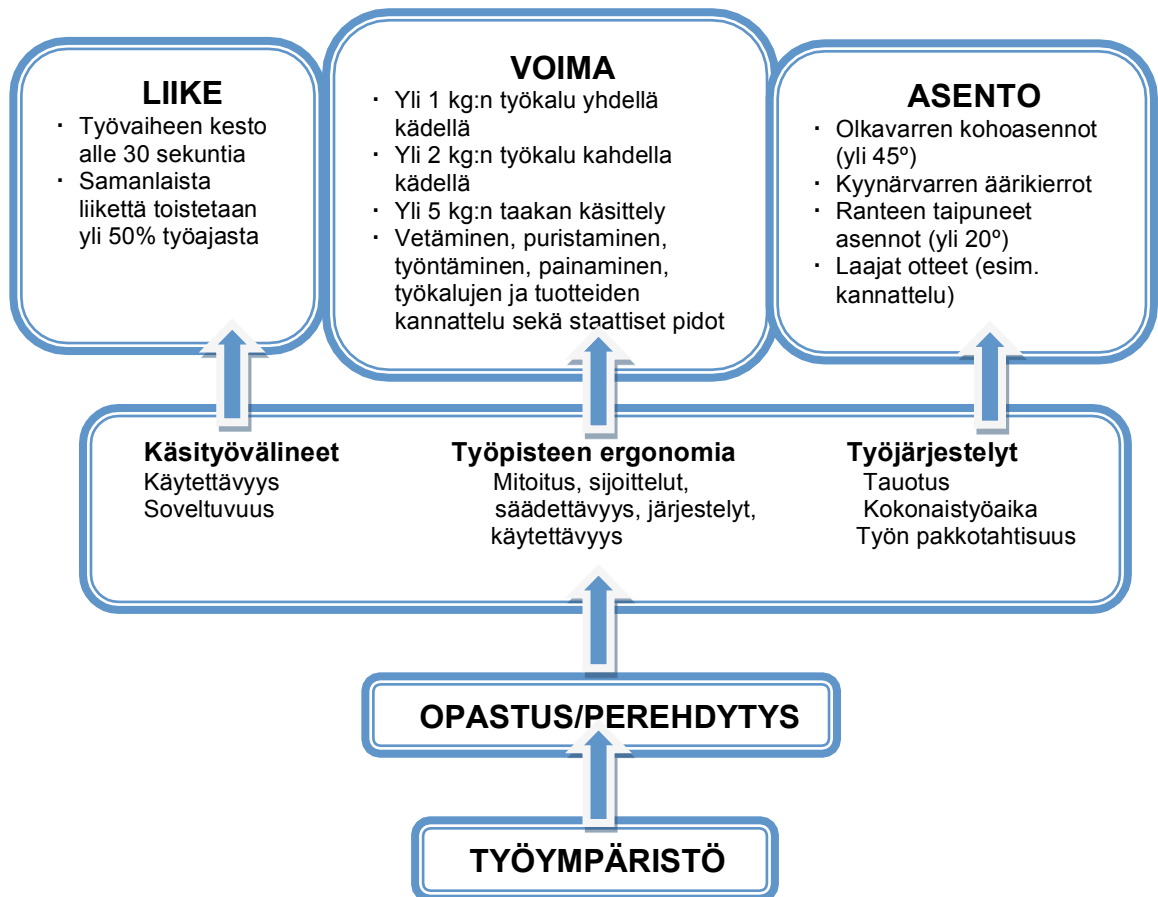 LIIKE
· Työvaiheen kesto
alle 30 sekuntia
· Samanlaista
liikettä toistetaan
yli 50% työajasta
VOIMA
· Yli 1 kg:n työkalu yhdellä
kädellä
· Yli 2 kg:n työkalu kahdella
kädellä
· Yli 5 kg:n taakan käsittely
· Vetäminen, puristaminen,
työntäminen, painaminen,
työkalujen ja tuotteiden
kannattelu sekä staattiset pidot
ASENTO
· Olkavarren kohoasennot
(yli 45º)
· Kyynärvarren äärikierrot
· Ranteen taipuneet
asennot (yli 20º)
· Laajat otteet (esim.
kannattelu)
Käsityövälineet
Käytettävyys
Soveltuvuus
Työpisteen ergonomia
Mitoitus, sijoittelut,
säädettävyys, järjestelyt,
käytettävyys
Työjärjestelyt
Tauotus
Kokonaistyöaika
Työn pakkotahtisuus
OPASTUS/PEREHDYTYS
TYÖYMPÄRISTÖ